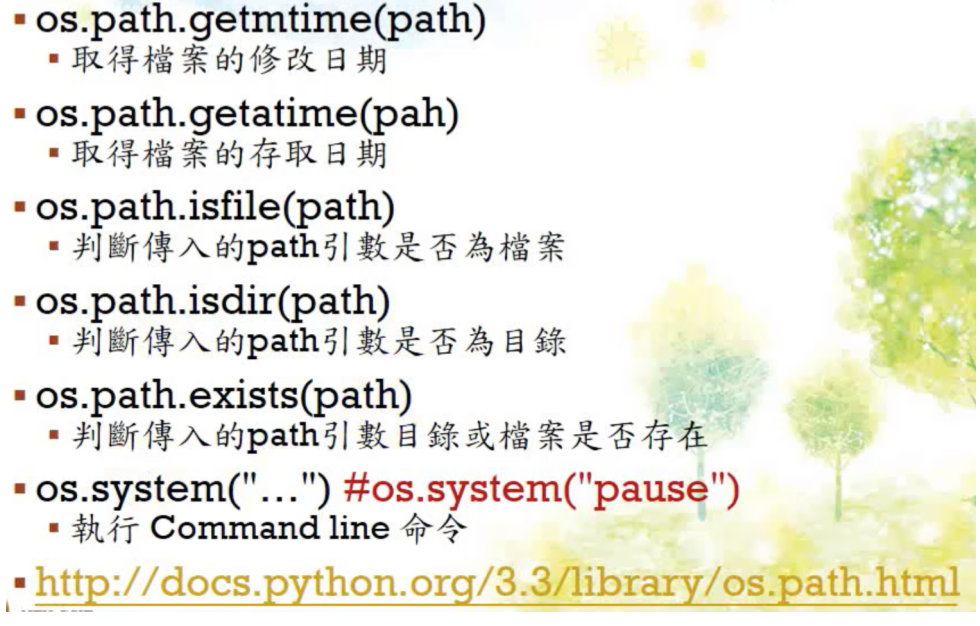 ▪ os.path.getmtime(path)
▪ 取得檔案的修改日期
▪ os.path.getatime(pah)
▪ 取得檔案的存取日期
▪ os.path.isfile(path)
▪ 判斷傳入的path引數是否為檔案
▪ os.path.isdir(path)
▪ 判斷傳入的path引數是否為目錄
▪ os.path.exists(path)
▪ 判斷傳入的path引數目錄或檔案是否存在
▪ os.system("…") #os.system("pause")
▪ 執行 Command line 命令
▪ http://docs.python.org/3.3/library/os.path.html